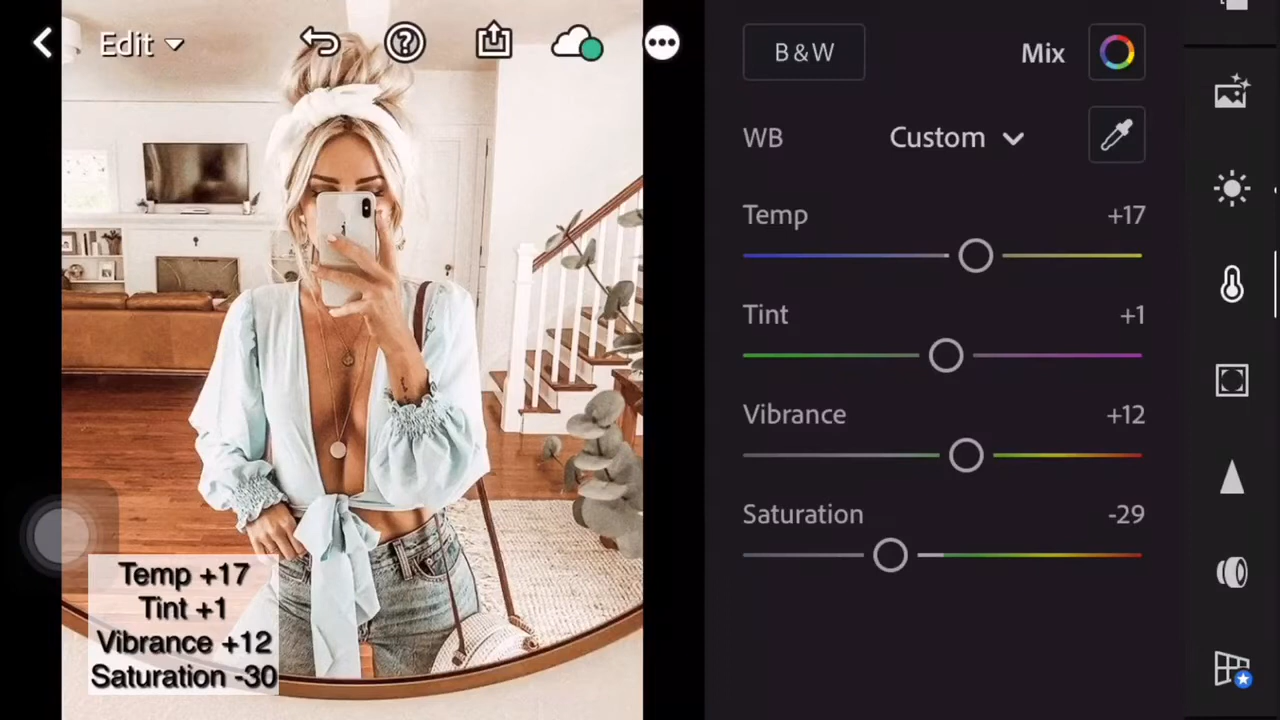 Edit
B&W
Mix
WB
Custom
Temp
+17
Tint
+1
Vibrance
+12
Saturation
-29
Temp +17
Tint +1
Vibrance +12
Saturation -30